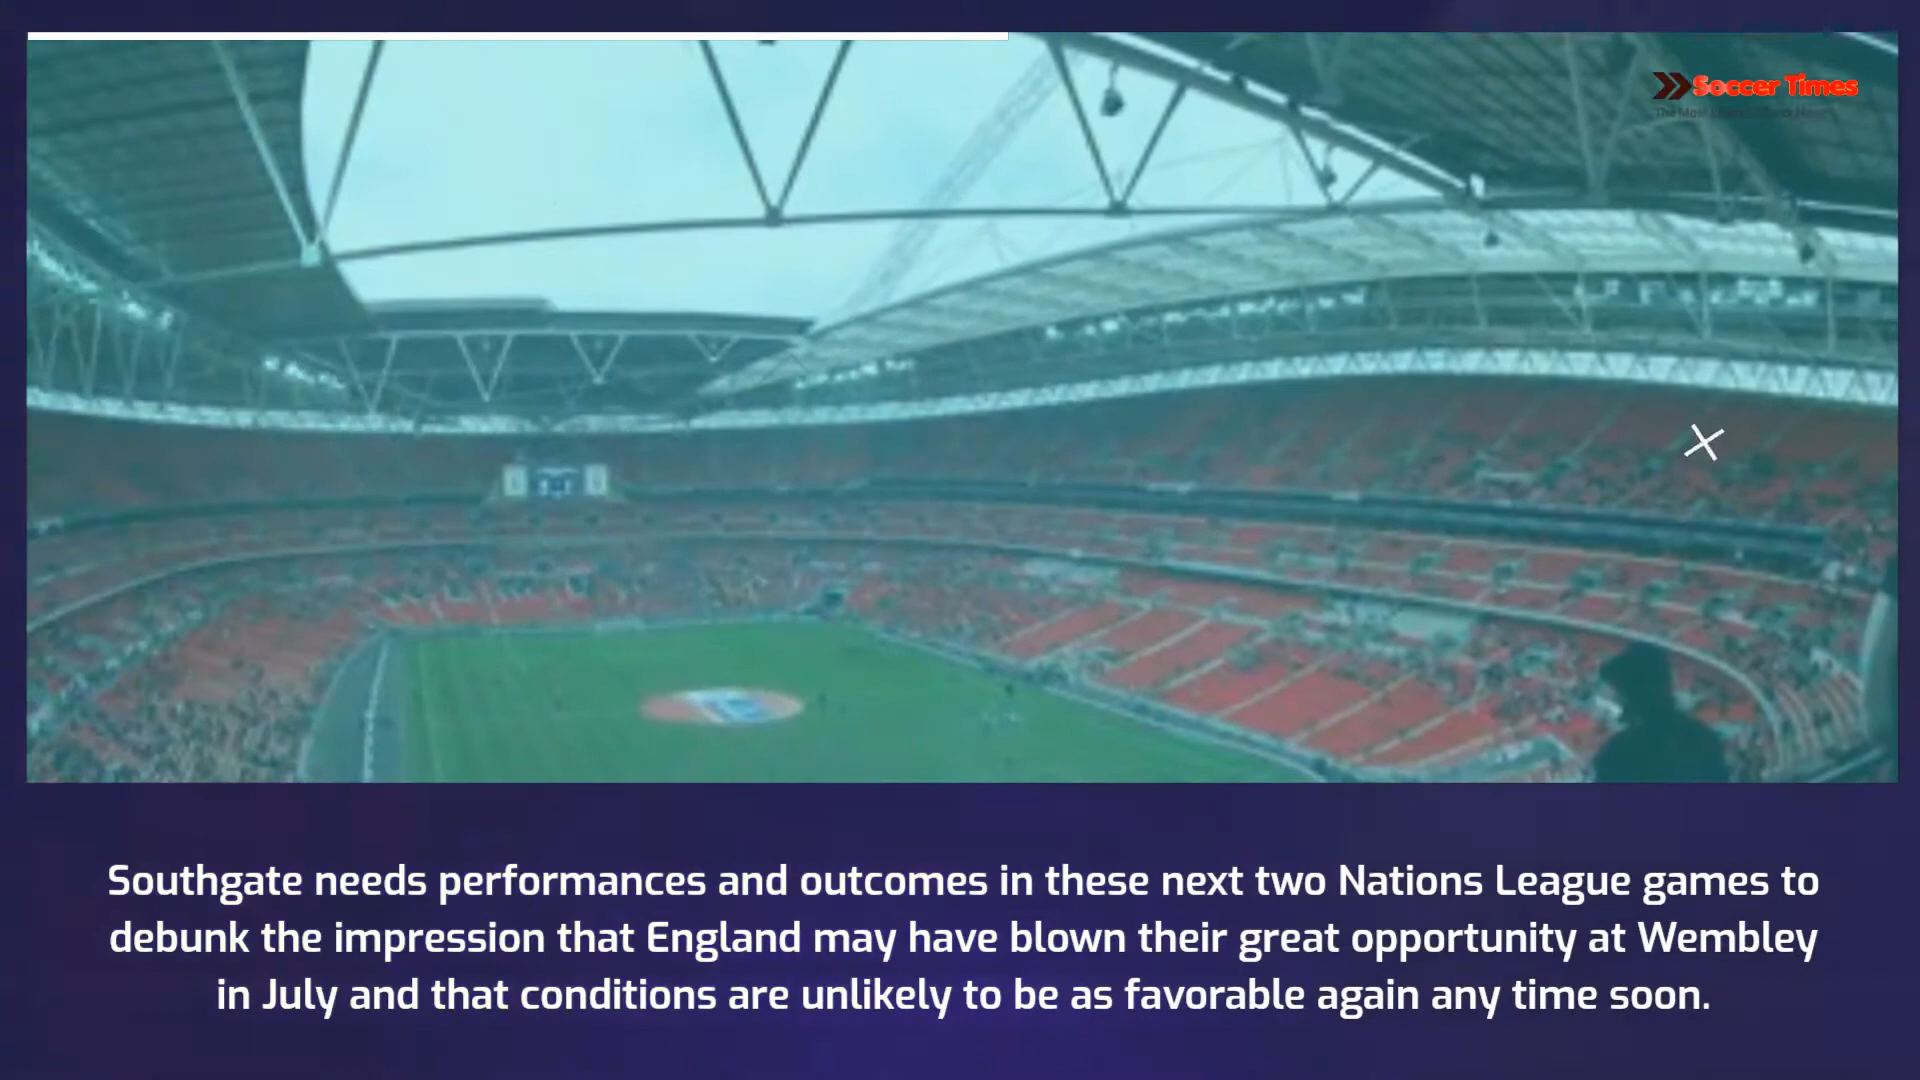 Soccer Times
Southgate needs performances and outcomes in these next two Nations League games to
debunk the impression that England may have blown their great opportunity at Wembley
in July and that conditions are unlikely to be as favorable again any time soon.